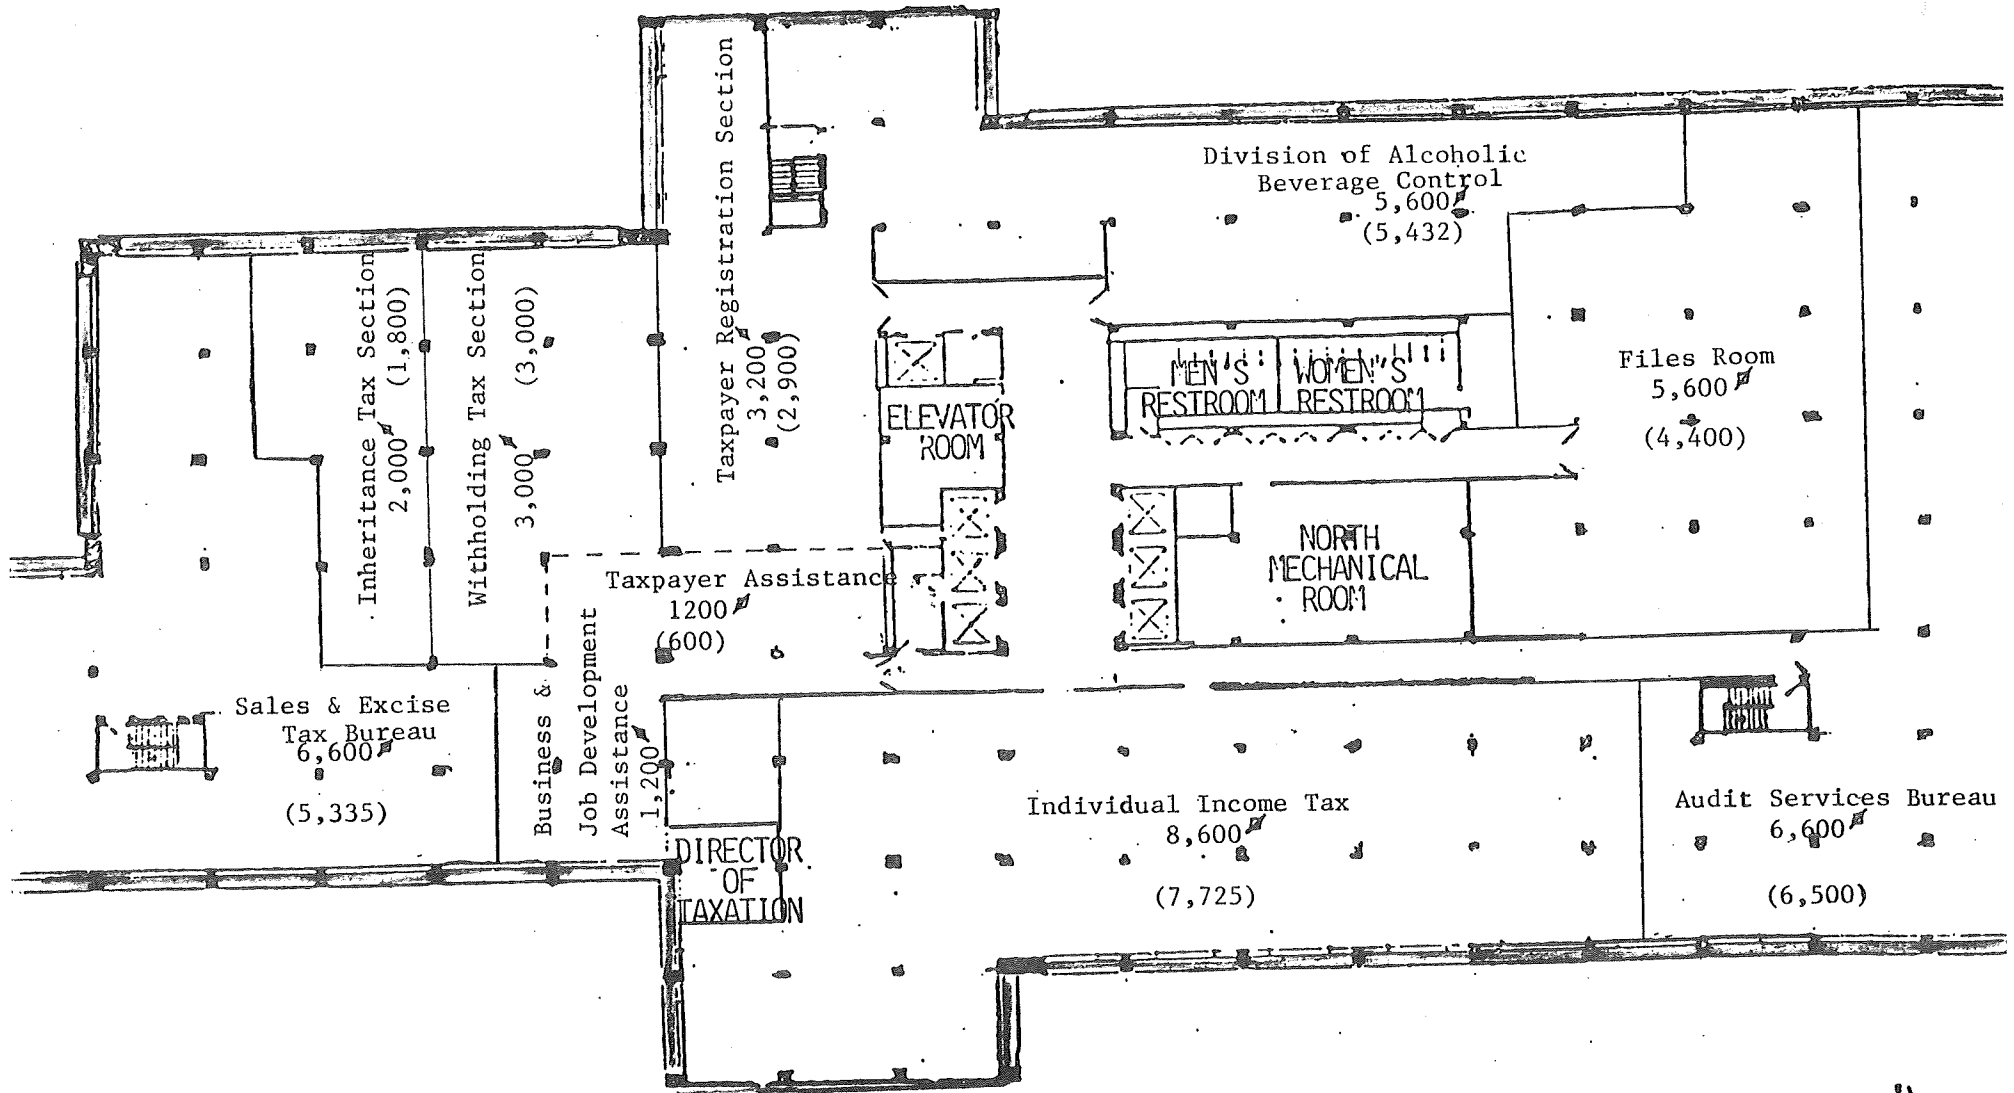 Taxpayer Registration Section
3,200
(2,900)
Division of Alcoholic
Beverage Control
5,600
(5,432)
Inheritance Tax Section
2,000 (1,800)
Withholding Tax Section
3,000 (3,000)
Files Room
5,600
(4,400)
MEN'S
RESTROOM
WOMEN'S
RESTROOM
ELEVATOR
ROOM
NORTH
MECHANICAL
ROOM
Taxpayer Assistance
1200
(600)
Sales & Excise
Tax Bureau
6,600
(5,335)
Business &
Job Development
Assistance
1,200
Individual Income Tax
8,600
(7,725)
Audit Services Bureau
6,600
(6,500)
DIRECTOR
OF
TAXATION